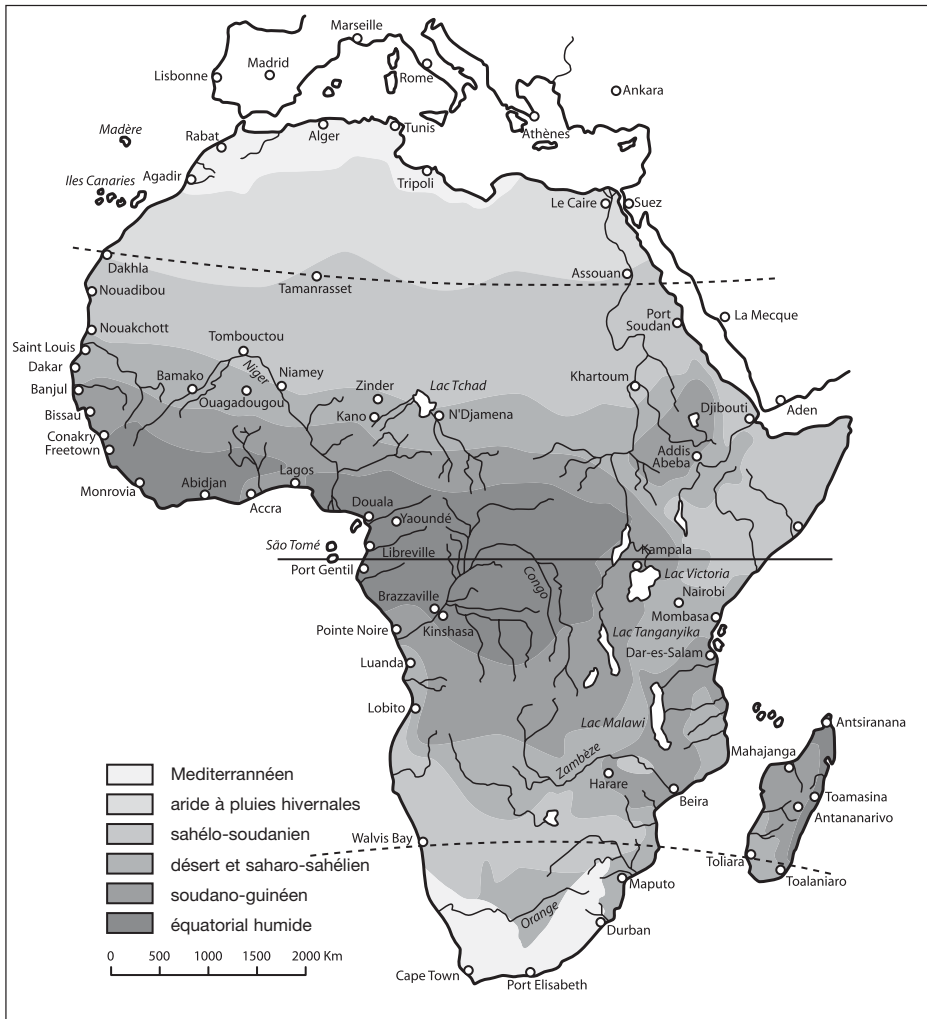 Marseille
Madrid
Lisbonne
Rome
Ankara
Athènes
Madère
Rabat
Alger
Tunis
Iles Canaries
Agadir
Tripoli
Le Caire
Suez
Dakhla
Tamanrasset
Assouan
Nouadibou
La Mecque
Nouakchott
Port
Soudan
Saint Louis
Tombouctou
Dakar
Bamako
Niger
Niamey
Zinder
Lac Tchad
Khartoum
Banjul
Ouagadougou
Kano
N'Djamena
Djibouti
Aden
Bissau
Conakry
Freetown
Addis
Abeba
Lagos
Monrovia
Abidjan
Accra
Douala
Yaoundé
São Tomé
Libreville
Kampala
Port Gentil
Congo
Lac Victoria
Nairobi
Brazzaville
Mombasa
Pointe Noire
Kinshasa
Lac Tanganyika
Dar-es-Salam
Luanda
Lobito
Lac Malawi
Antsiranana
Mahajanga
Zambèze
Harare
Beira
Toamasina
Antananarivo
Walvis Bay
Toliara
Toalaniaro
Maputo
Orange
Durban
Cape Town
Port Elisabeth
Mediterrannéen
aride à pluies hivernales
sahélo-soudanien
désert et saharo-sahélien
soudano-guinéen
équatorial humide
0 500 1000 1500 2000 Km